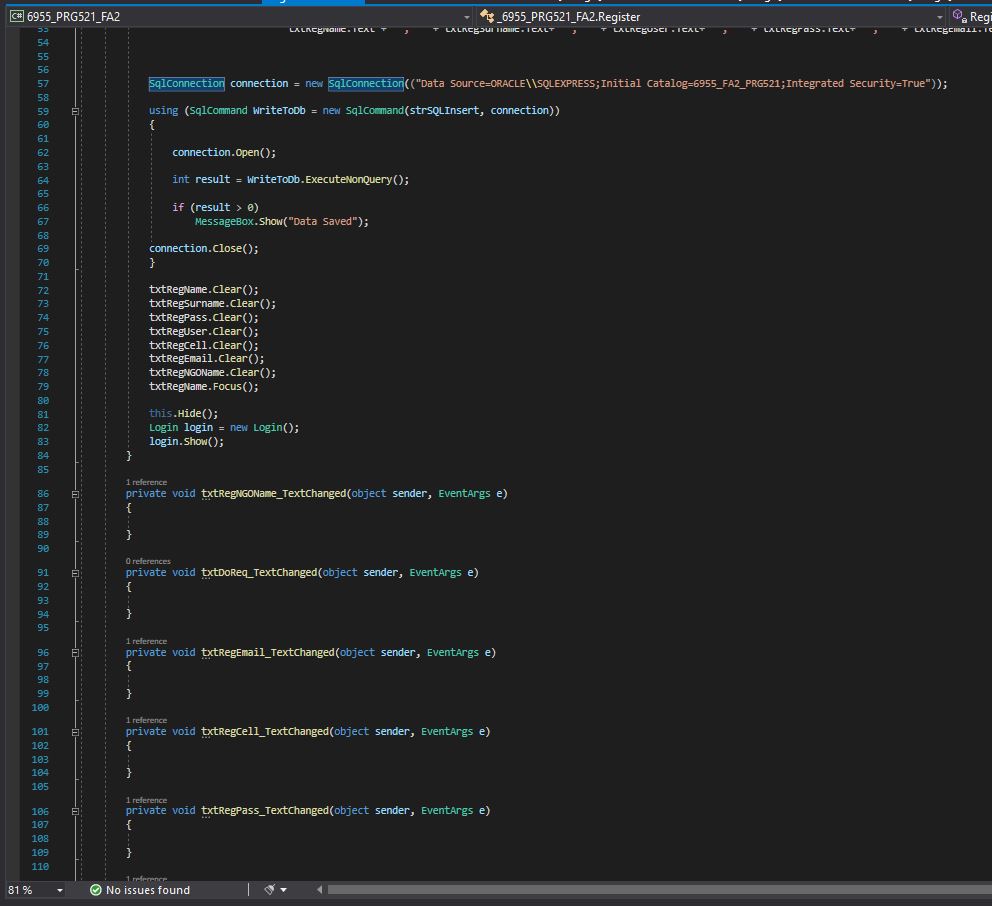 C# 6955_PRG521_FA2 _6955_PRG521_FA2.Register Regi
53 txtRegName.Text + txtRegSurname.Text+ + txtRegUser.Text+ + txtRegPass.Text+ + txtRegEmail.Te
54
55
56
57 SqlConnection connection = new SqlConnection(("Data Source=ORACLE\\SQLEXPRESS;Initial Catalog=6955_FA2_PRG521;Integrated Security=True"));
58
59 using (SqlCommand WriteToDb = new SqlCommand(strSQLInsert, connection))
60 {
61
62 connection.Open();
63
64 int result = WriteToDb.ExecuteNonQuery();
65
66 if (result > 0)
67 MessageBox.Show("Data Saved");
68
69 connection.Close();
70 }
71
72 txtRegName.Clear();
73 txtRegSurname.Clear();
74 txtRegPass.Clear();
75 txtRegUser.Clear();
76 txtRegCell.Clear();
77 txtRegEmail.Clear();
78 txtRegNGOName.Clear();
79 txtRegName.Focus();
80
81 this.Hide();
82 Login login = new Login();
83 login.Show();
84 }
85
1 reference
86 private void txtRegNGOName_TextChanged(object sender, EventArgs e)
87 {
88
89 }
90
0 references
91 private void txtDoReq_TextChanged(object sender, EventArgs e)
92 {
93
94 }
95
1 reference
96 private void txtRegEmail_TextChanged(object sender, EventArgs e)
97 {
98
99 }
100
1 reference
101 private void txtRegCell_TextChanged(object sender, EventArgs e)
102 {
103
104 }
105
1 reference
106 private void txtRegPass_TextChanged(object sender, EventArgs e)
107 {
108
109 }
110
1 reference
81 % No issues found